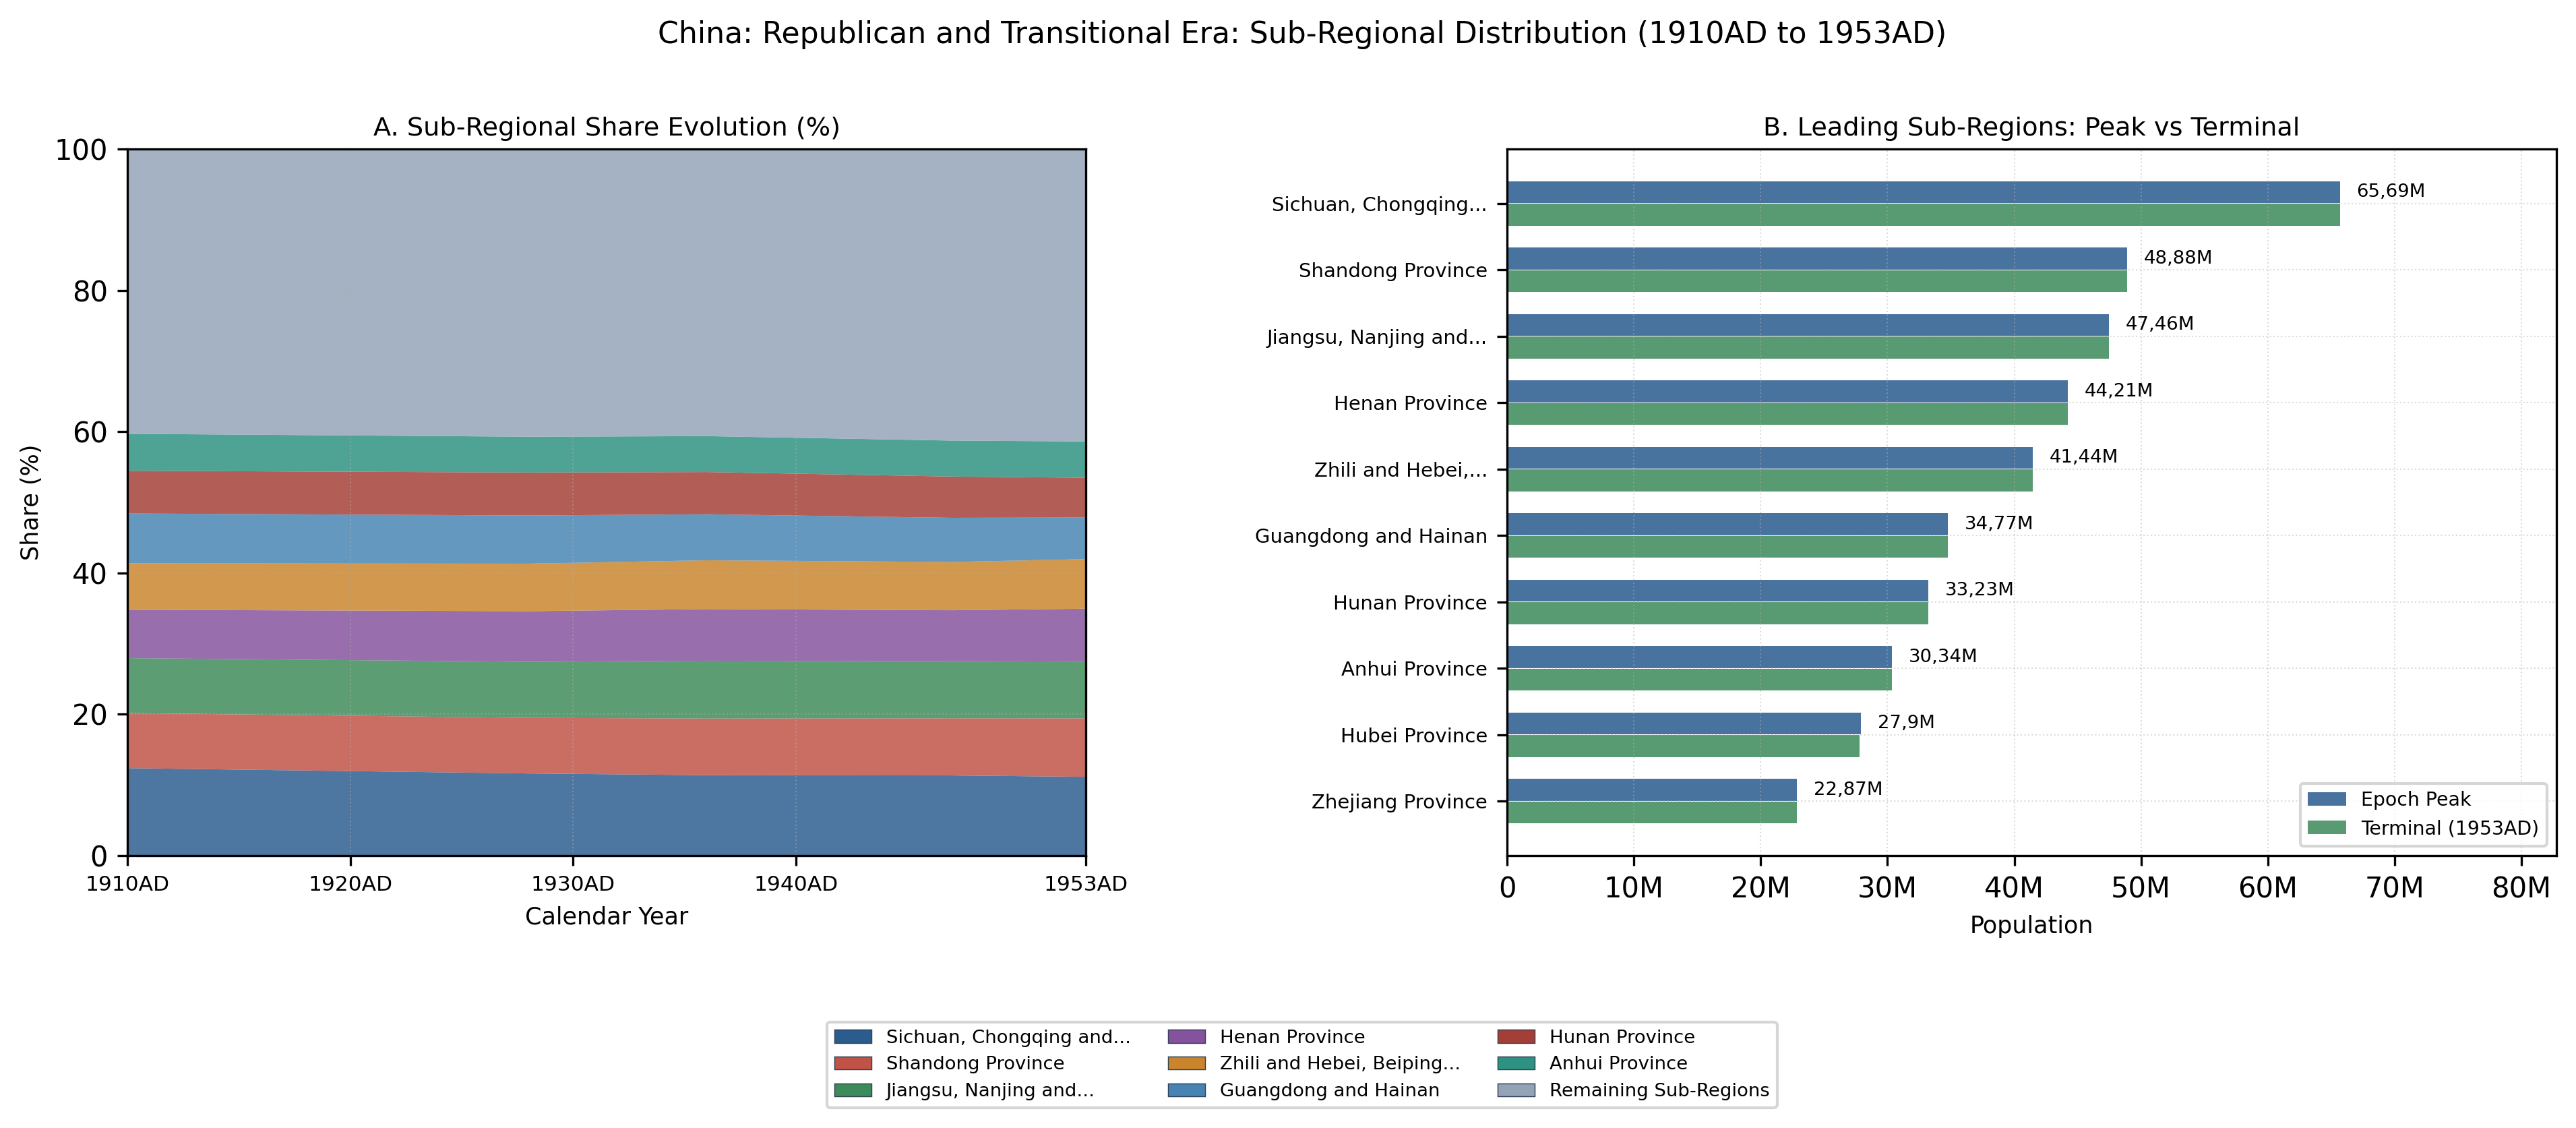 China: Republican and Transitional Era: Sub-Regional Distribution (1910AD to 1953AD)
A. Sub-Regional Share Evolution (%)
Share (%)
100
80
60
40
20
0
1910AD
1920AD
1930AD
1940AD
1953AD
Calendar Year
B. Leading Sub-Regions: Peak vs Terminal
Sichuan, Chongqing...
65,69M
Shandong Province
48,88M
Jiangsu, Nanjing and...
47,46M
Henan Province
44,21M
Zhili and Hebei,...
41,44M
Guangdong and Hainan
34,77M
Hunan Province
33,23M
Anhui Province
30,34M
Hubei Province
27,9M
Zhejiang Province
22,87M
Epoch Peak
Terminal (1953AD)
0
10M
20M
30M
40M
50M
60M
70M
80M
Population
Sichuan, Chongqing and...
Shandong Province
Jiangsu, Nanjing and...
Henan Province
Zhili and Hebei, Beiping...
Guangdong and Hainan
Hunan Province
Anhui Province
Remaining Sub-Regions